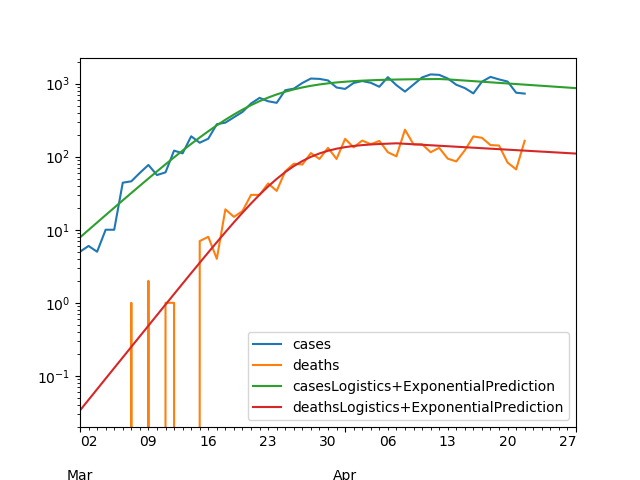 10³
10²
10¹
10⁰
10⁻¹
cases
deaths
casesLogistics+ExponentialPrediction
deathsLogistics+ExponentialPrediction
02 09 16 23 30 06 13 20 27
Mar Apr